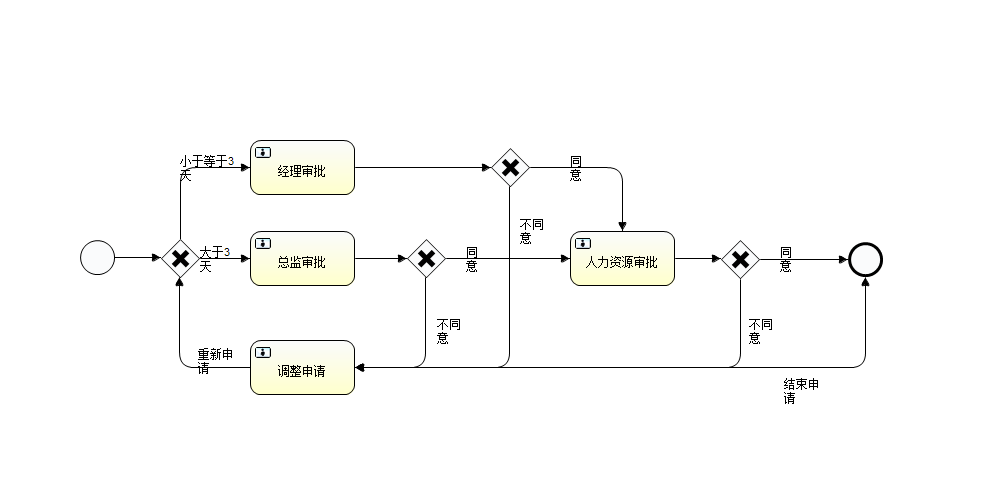 小于等于3
天
经理审批
同
意
不同
意
大于3
天
总监审批
同
意
人力资源审批
同
意
不同
意
不同
意
重新申
请
调整申请
结束申
请